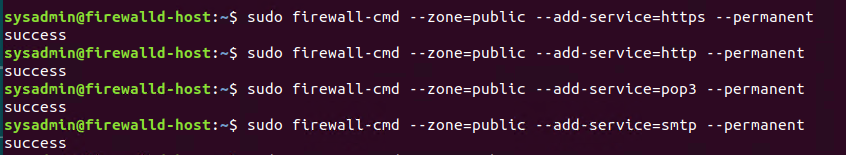 sysadmin@firewalld-host:~$ sudo firewall-cmd --zone=public --add-service=https --permanent
success
sysadmin@firewalld-host:~$ sudo firewall-cmd --zone=public --add-service=http --permanent
success
sysadmin@firewalld-host:~$ sudo firewall-cmd --zone=public --add-service=pop3 --permanent
success
sysadmin@firewalld-host:~$ sudo firewall-cmd --zone=public --add-service=smtp --permanent
success